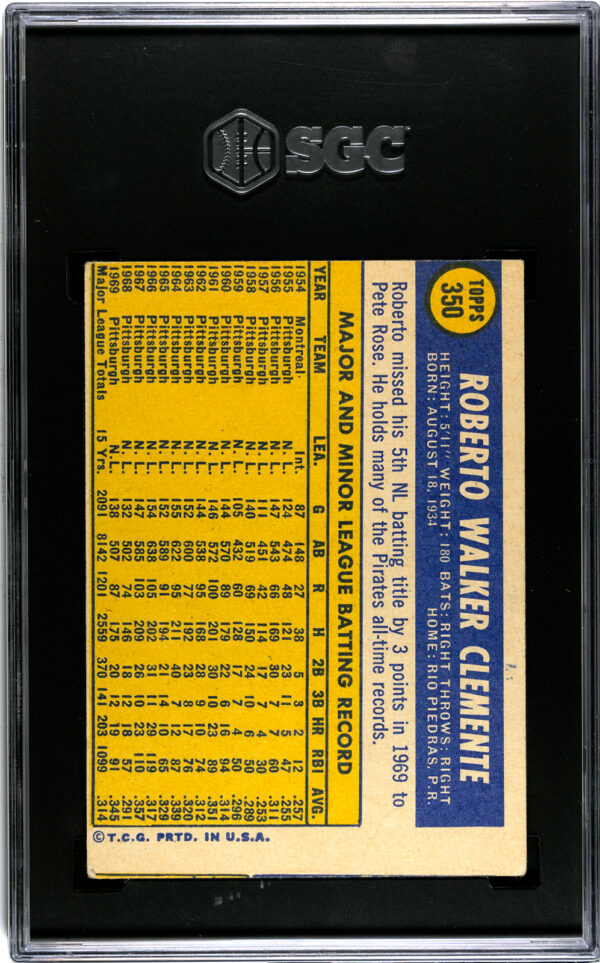 SGC
TOPPS
350
ROBERTO WALKER CLEMENTE
HEIGHT: 5'11" WEIGHT: 180 BATS: RIGHT THROWS: RIGHT
BORN: AUGUST 18, 1934 HOME: RIO PIEDRAS, P.R.
Roberto missed his 5th NL batting title by 3 points in 1969 to
Pete Rose. He holds many of the Pirates all-time records.
MAJOR AND MINOR LEAGUE BATTING RECORD
YEAR TEAM LEA. G AB R H 2B 3B HR RBI AVG.
1954 Montreal Int. 87 148 27 38 5 3 2 12 .257
1955 Pittsburgh N.L. 124 474 48 121 23 11 5 47 .255
1956 Pittsburgh N.L. 147 543 66 169 30 7 7 60 .311
1957 Pittsburgh N.L. 111 451 42 114 17 7 4 30 .253
1958 Pittsburgh N.L. 140 519 69 150 24 10 6 50 .289
1959 Pittsburgh N.L. 105 432 60 128 17 7 4 50 .296
1960 Pittsburgh N.L. 144 570 89 179 22 6 16 94 .314
1961 Pittsburgh N.L. 146 572 100 201 30 10 23 89 .351
1962 Pittsburgh N.L. 144 538 95 168 28 9 10 74 .312
1963 Pittsburgh N.L. 152 600 77 192 23 8 17 76 .320
1964 Pittsburgh N.L. 155 622 95 211 40 7 12 87 .339
1965 Pittsburgh N.L. 152 589 91 194 21 14 10 65 .329
1966 Pittsburgh N.L. 154 638 105 202 31 11 29 119 .317
1967 Pittsburgh N.L. 147 585 103 209 26 10 23 110 .357
1968 Pittsburgh N.L. 132 502 74 146 18 12 18 57 .291
1969 Pittsburgh N.L. 138 507 87 175 20 12 19 91 .345
Major League Totals 15 Yrs. 2091 8142 1201 2559 370 141 203 1099 .314
© T.C.G. PRTD. IN U.S.A.